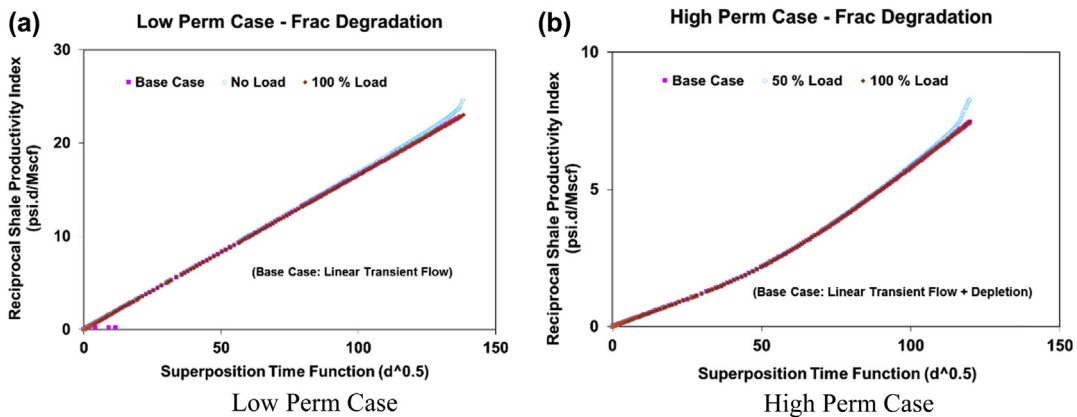 (a)
Low Perm Case - Frac Degradation
Reciprocal Shale Productivity Index
(psi.d/Mscf)
30
20
10
0
Base Case No Load 100 % Load
(Base Case: Linear Transient Flow)
0 50 100 150
Superposition Time Function (d^0.5)
Low Perm Case
(b)
High Perm Case - Frac Degradation
Reciprocal Shale Productivity Index
(psi.d/Mscf)
10
5
0
Base Case 50 % Load 100 % Load
(Base Case: Linear Transient Flow + Depletion)
0 50 100 150
Superposition Time Function (d^0.5)
High Perm Case